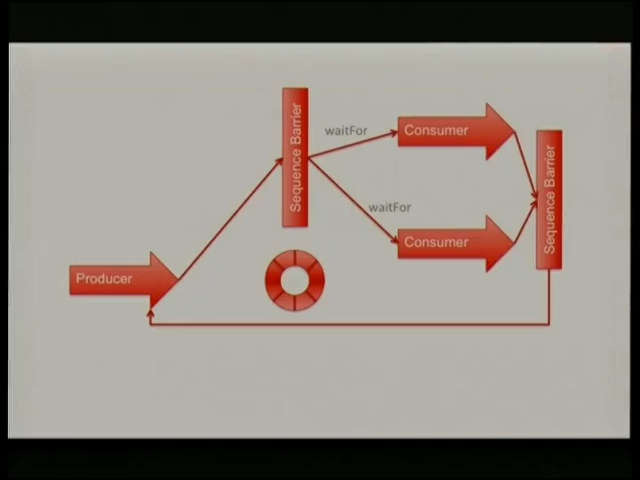 Sequence Barrier
waitFor
Consumer
Sequence Barrier
waitFor
Consumer
Producer